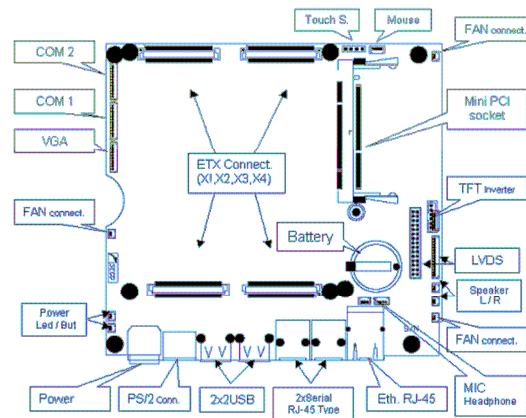 Touch S.
Mouse
FAN connect.
COM 2
COM 1
VGA
Mini PCI
socket
ETX Connect.
(X1,X2,X3,X4)
TFT Inverter
FAN connect.
Battery
LVDS
Speaker
L / R
Power
Led / But
FAN connect.
Power
PS/2 Conn.
2x2USB
2xSerial
RJ-45 Type
Eth. RJ-45
MIC
Headphone